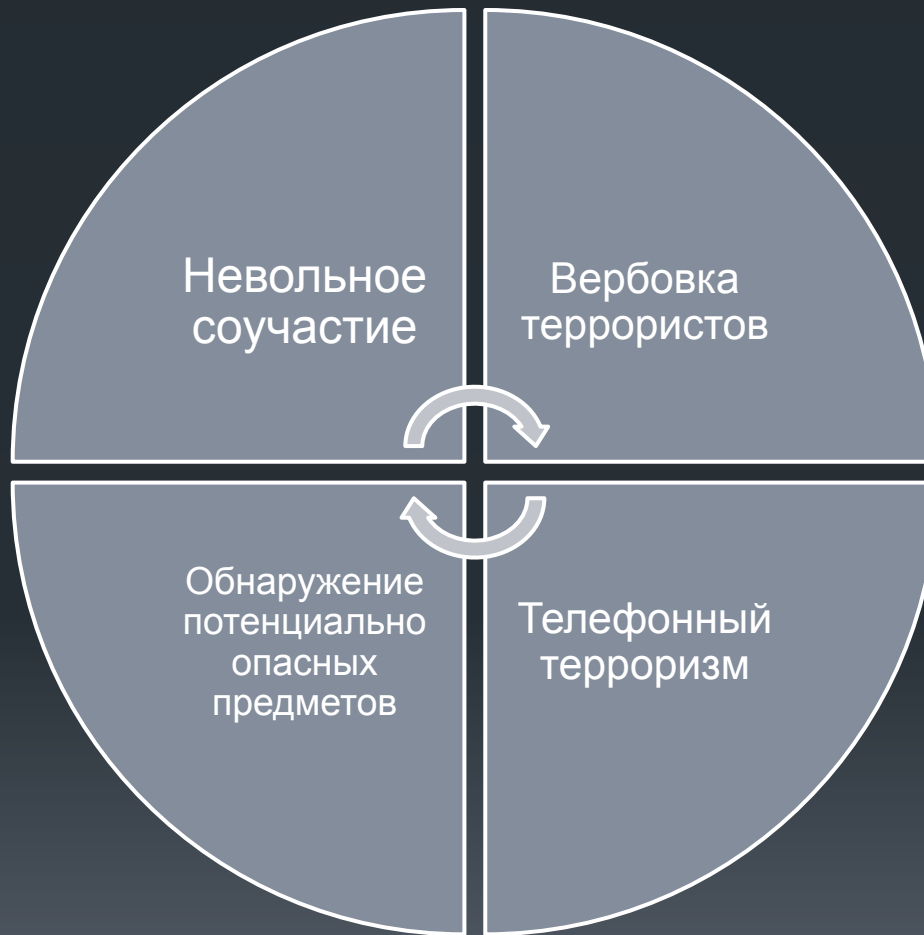 Невольное
соучастие
Вербовка
террористов
Обнаружение
потенциально
опасных
предметов
Телефонный
терроризм